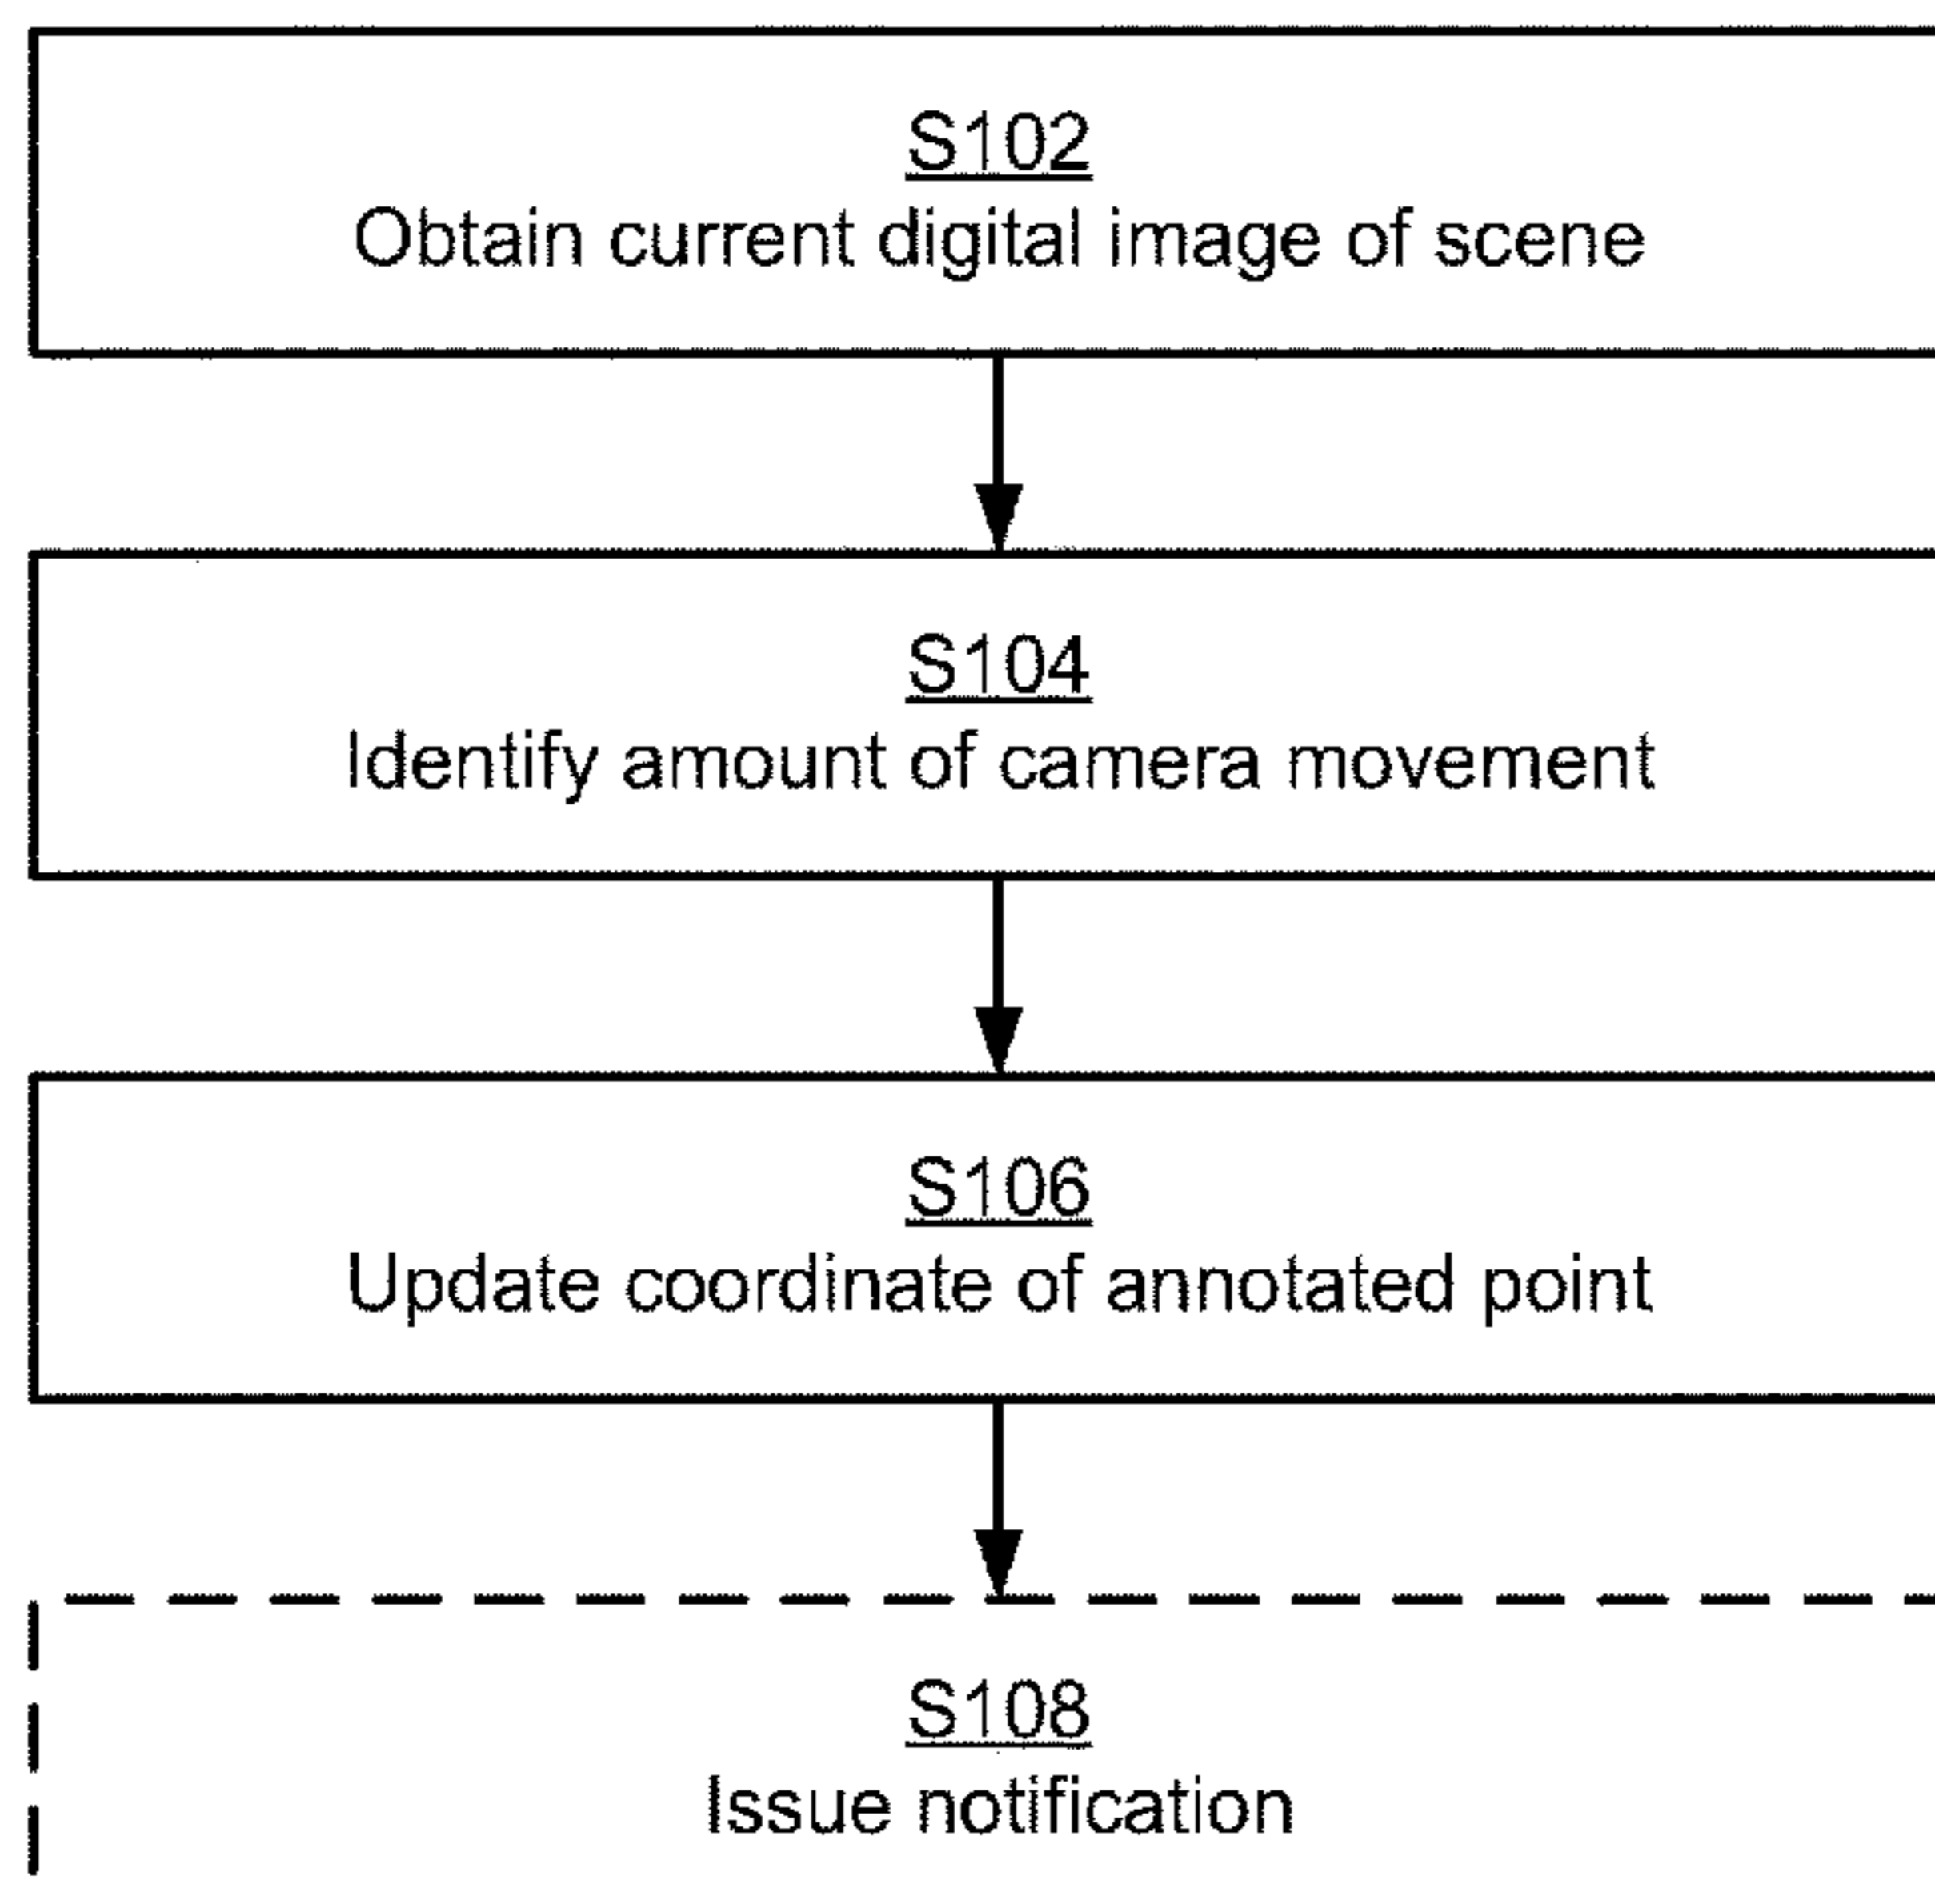 S102
Obtain current digital image of scene
S104
Identify amount of camera movement
S106
Update coordinate of annotated point
S108
Issue notification